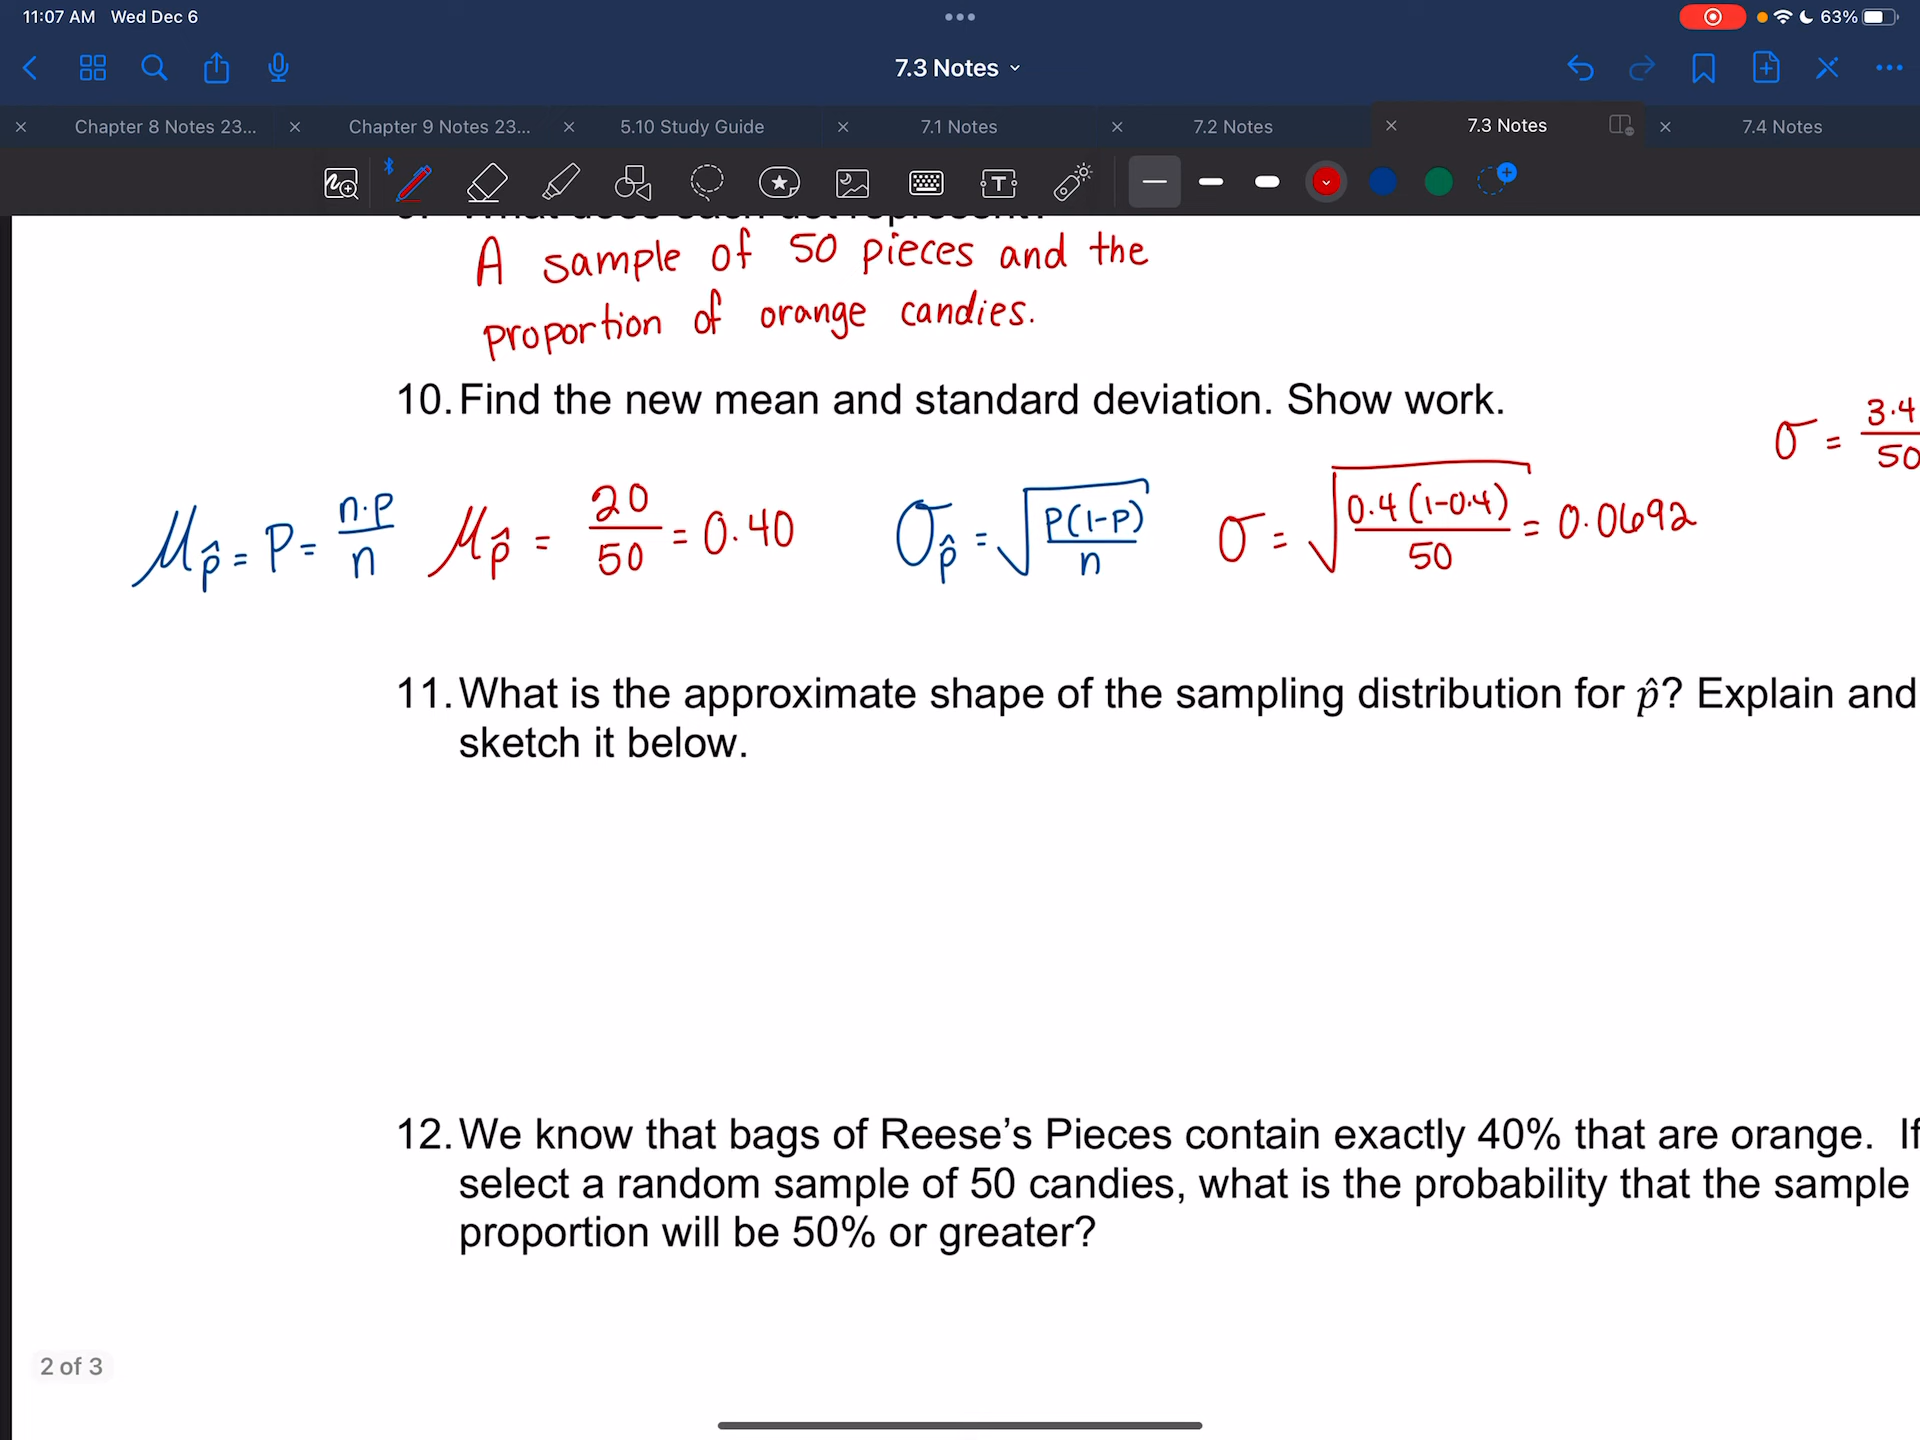 11:07 AM Wed Dec 6
63%
7.3 Notes
Chapter 8 Notes 23...
Chapter 9 Notes 23...
5.10 Study Guide
7.1 Notes
7.2 Notes
7.3 Notes
7.4 Notes
A sample of 50 pieces and the
proportion of orange candies.
10. Find the new mean and standard deviation. Show work.
σ = 3.4/50
μp̂ = P = n·p/n μp̂ = 20/50 = 0.40 σp̂ = √(P(1-P)/n) σ = √(0.4(1-0.4)/50) = 0.0692
11. What is the approximate shape of the sampling distribution for p̂? Explain and
sketch it below.
12. We know that bags of Reese's Pieces contain exactly 40% that are orange. If
select a random sample of 50 candies, what is the probability that the sample
proportion will be 50% or greater?
2 of 3